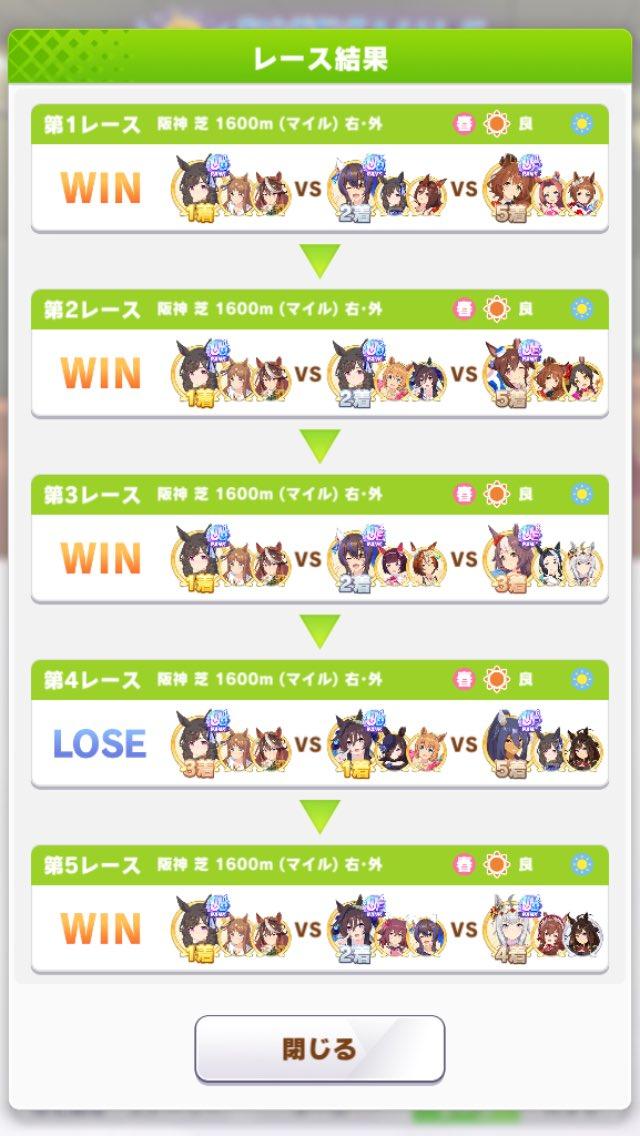 レース結果
第1レース 阪神 芝 1600m (マイル) 右・外 春 良
WIN 1着 VS 2着 VS 5着
第2レース 阪神 芝 1600m (マイル) 右・外 春 良
WIN 1着 VS 2着 VS 5着
第3レース 阪神 芝 1600m (マイル) 右・外 春 良
WIN 1着 VS 2着 VS 3着
第4レース 阪神 芝 1600m (マイル) 右・外 春 良
LOSE 3着 VS 1着 VS 5着
第5レース 阪神 芝 1600m (マイル) 右・外 春 良
WIN 1着 VS 2着 VS 4着
閉じる